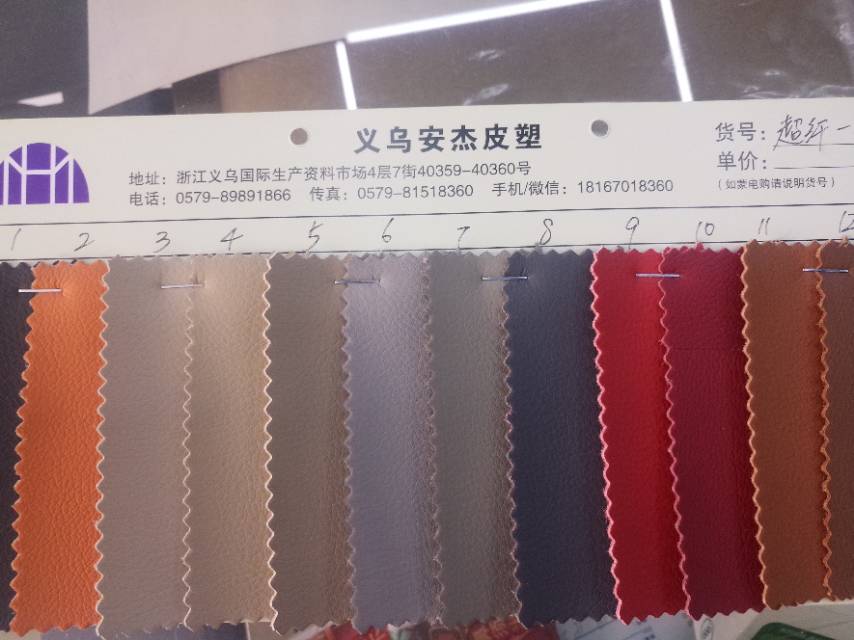 义乌安杰皮塑
货号：超纤一
单价：
（如蒙电购请说明货号）
地址：浙江义乌国际生产资料市场4层7街40359-40360号
电话：0579-89891866 传真：0579-81518360 手机/微信：18167018360
1 2 3 4 5 6 7 8 9 10 11 12